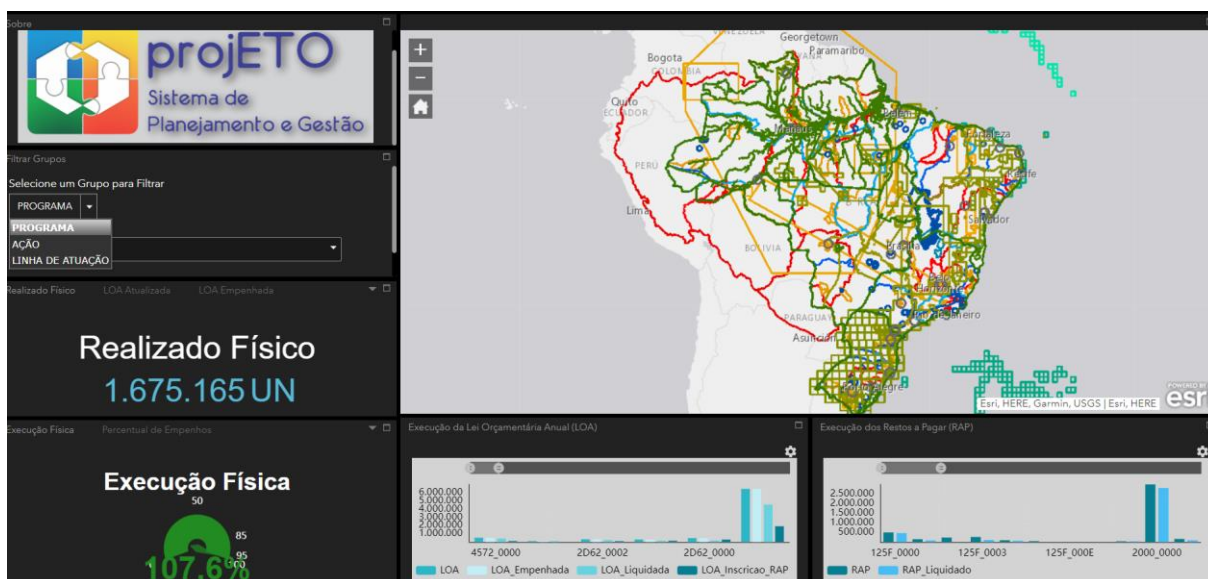 Sobre
projETO
Sistema de
Planejamento e Gestão
Filtrar Grupos
Selecione um Grupo para Filtrar
PROGRAMA
PROGRAMA
AÇÃO
LINHA DE ATUAÇÃO
Realizado Físico LOA Atualizada LOA Empenhada
Realizado Físico
1.675.165 UN
Execução Física Percentual de Empenhos
Execução Física
50
85
95
107,6%
+
−
VENEZUELA
Georgetown
Paramaribo
Bogota
COLOMBIA
Quito
ECUADOR
Belém
Manaus
Fortaleza
PERÚ
Recife
Lima
Salvador
BOLIVIA
Brasília
Belo
Horizonte
PARAGUAY
Rio de Janeiro
Asunción
Porto Alegre
Esri, HERE, Garmin, USGS | Esri, HERE
POWERED BY
esri
Execução da Lei Orçamentária Anual (LOA)
6.000.000
5.000.000
4.000.000
3.000.000
2.000.000
1.000.000
4572_0000 2D62_0002 2D62_0000
LOA LOA_Empenhada LOA_Liquidada LOA_Inscricao_RAP
Execução dos Restos a Pagar (RAP)
2.500.000
2.000.000
1.500.000
1.000.000
500.000
125F_0000 125F_0003 125F_000E 2000_0000
RAP RAP_Liquidado